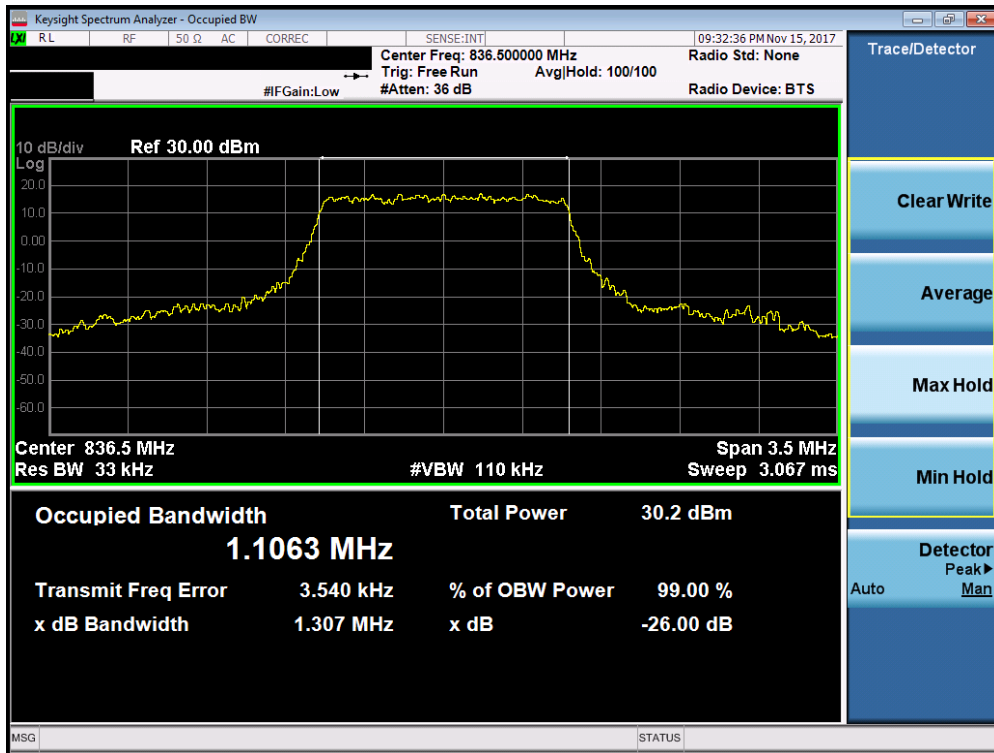 Keysight Spectrum Analyzer - Occupied BW
LXI RL RF 50 Ω AC CORREC SENSE:INT 09:32:36 PM Nov 15, 2017
Center Freq: 836.500000 MHz Radio Std: None
Trig: Free Run Avg|Hold: 100/100
#IFGain:Low #Atten: 36 dB Radio Device: BTS
10 dB/div Ref 30.00 dBm
Log
20.0
10.0
0.00
-10.0
-20.0
-30.0
-40.0
-50.0
-60.0
Center 836.5 MHz Span 3.5 MHz
Res BW 33 kHz #VBW 110 kHz Sweep 3.067 ms
Occupied Bandwidth Total Power 30.2 dBm
1.1063 MHz
Transmit Freq Error 3.540 kHz % of OBW Power 99.00 %
x dB Bandwidth 1.307 MHz x dB -26.00 dB
Trace/Detector
Clear Write
Average
Max Hold
Min Hold
Detector
Peak▶
Auto Man
MSG STATUS